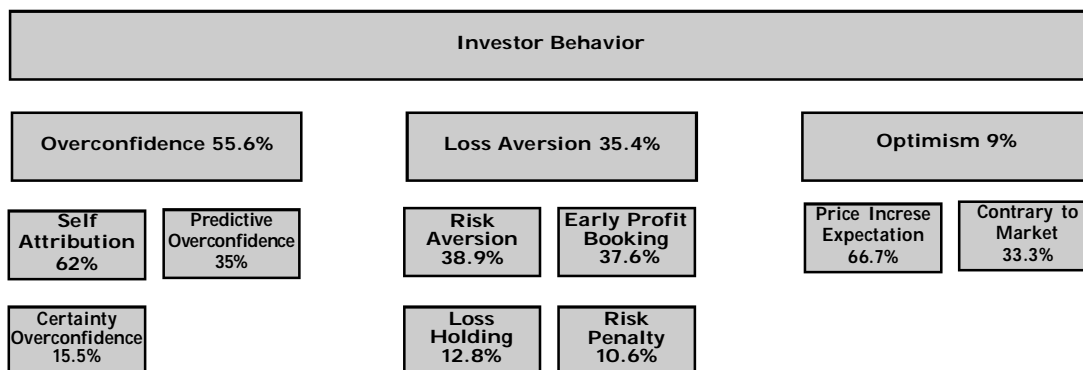 Investor Behavior
Overconfidence 55.6%
Loss Aversion 35.4%
Optimism 9%
Self
Attribution
62%
Predictive
Overconfidence
35%
Risk
Aversion
38.9%
Early Profit
Booking
37.6%
Price Increse
Expectation
66.7%
Contrary to
Market
33.3%
Certainty
Overconfidence
15.5%
Loss
Holding
12.8%
Risk
Penalty
10.6%